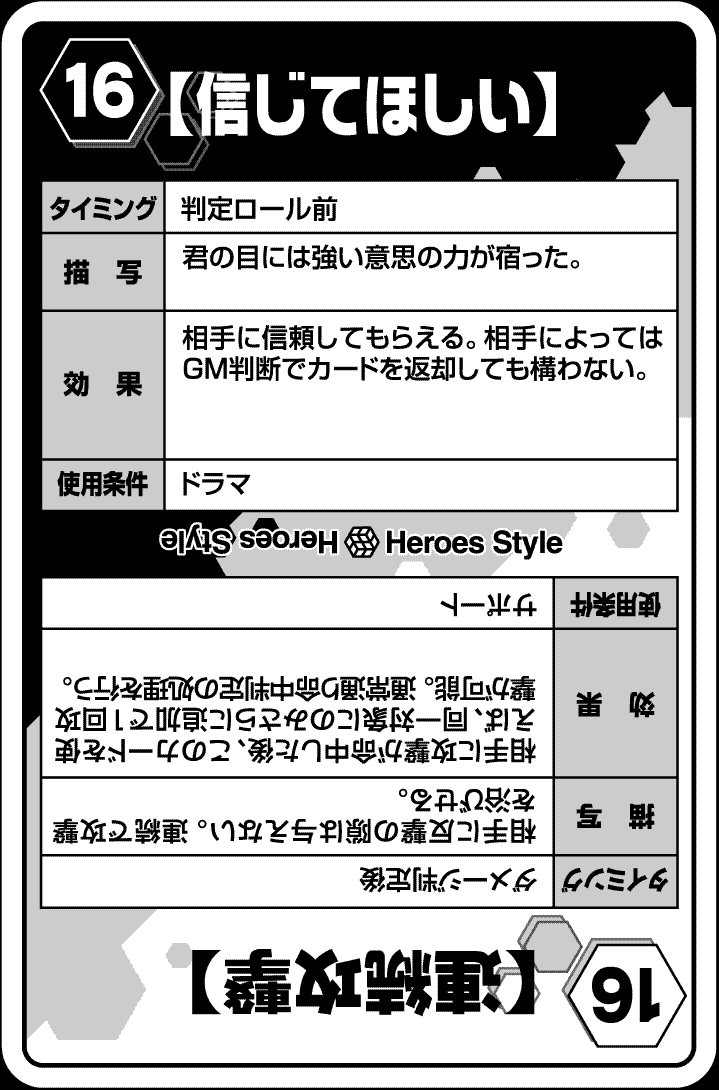 16
【信じてほしい】
タイミング 判定ロール前
描 写 君の目には強い意思の力が宿った。
効 果 相手に信頼してもらえる。相手によっては
GM判断でカードを返却しても構わない。
使用条件 ドラマ
Heroes Style
Heroes Style
16
【連続攻撃】
タイミング ダメージ判定後
描 写 相手に反撃の隙は与えない。連続で攻撃
を浴びせる。
効 果 相手に攻撃が命中した後、このカードを使
えば、同一対象にのみさらに追加で1回攻
撃が可能。通常通り命中判定の処理を行う。
使用条件 サポート